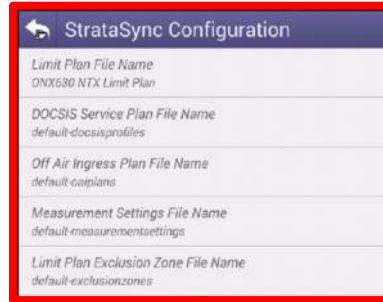 StrataSync Configuration
Limit Plan File Name
DNX630 NTX Limit Plan
DOCSIS Service Plan File Name
default-docsisprofiles
Off Air Ingress Plan File Name
default-oaiplans
Measurement Settings File Name
default-measurementsettings
Limit Plan Exclusion Zone File Name
default-exclusionzones